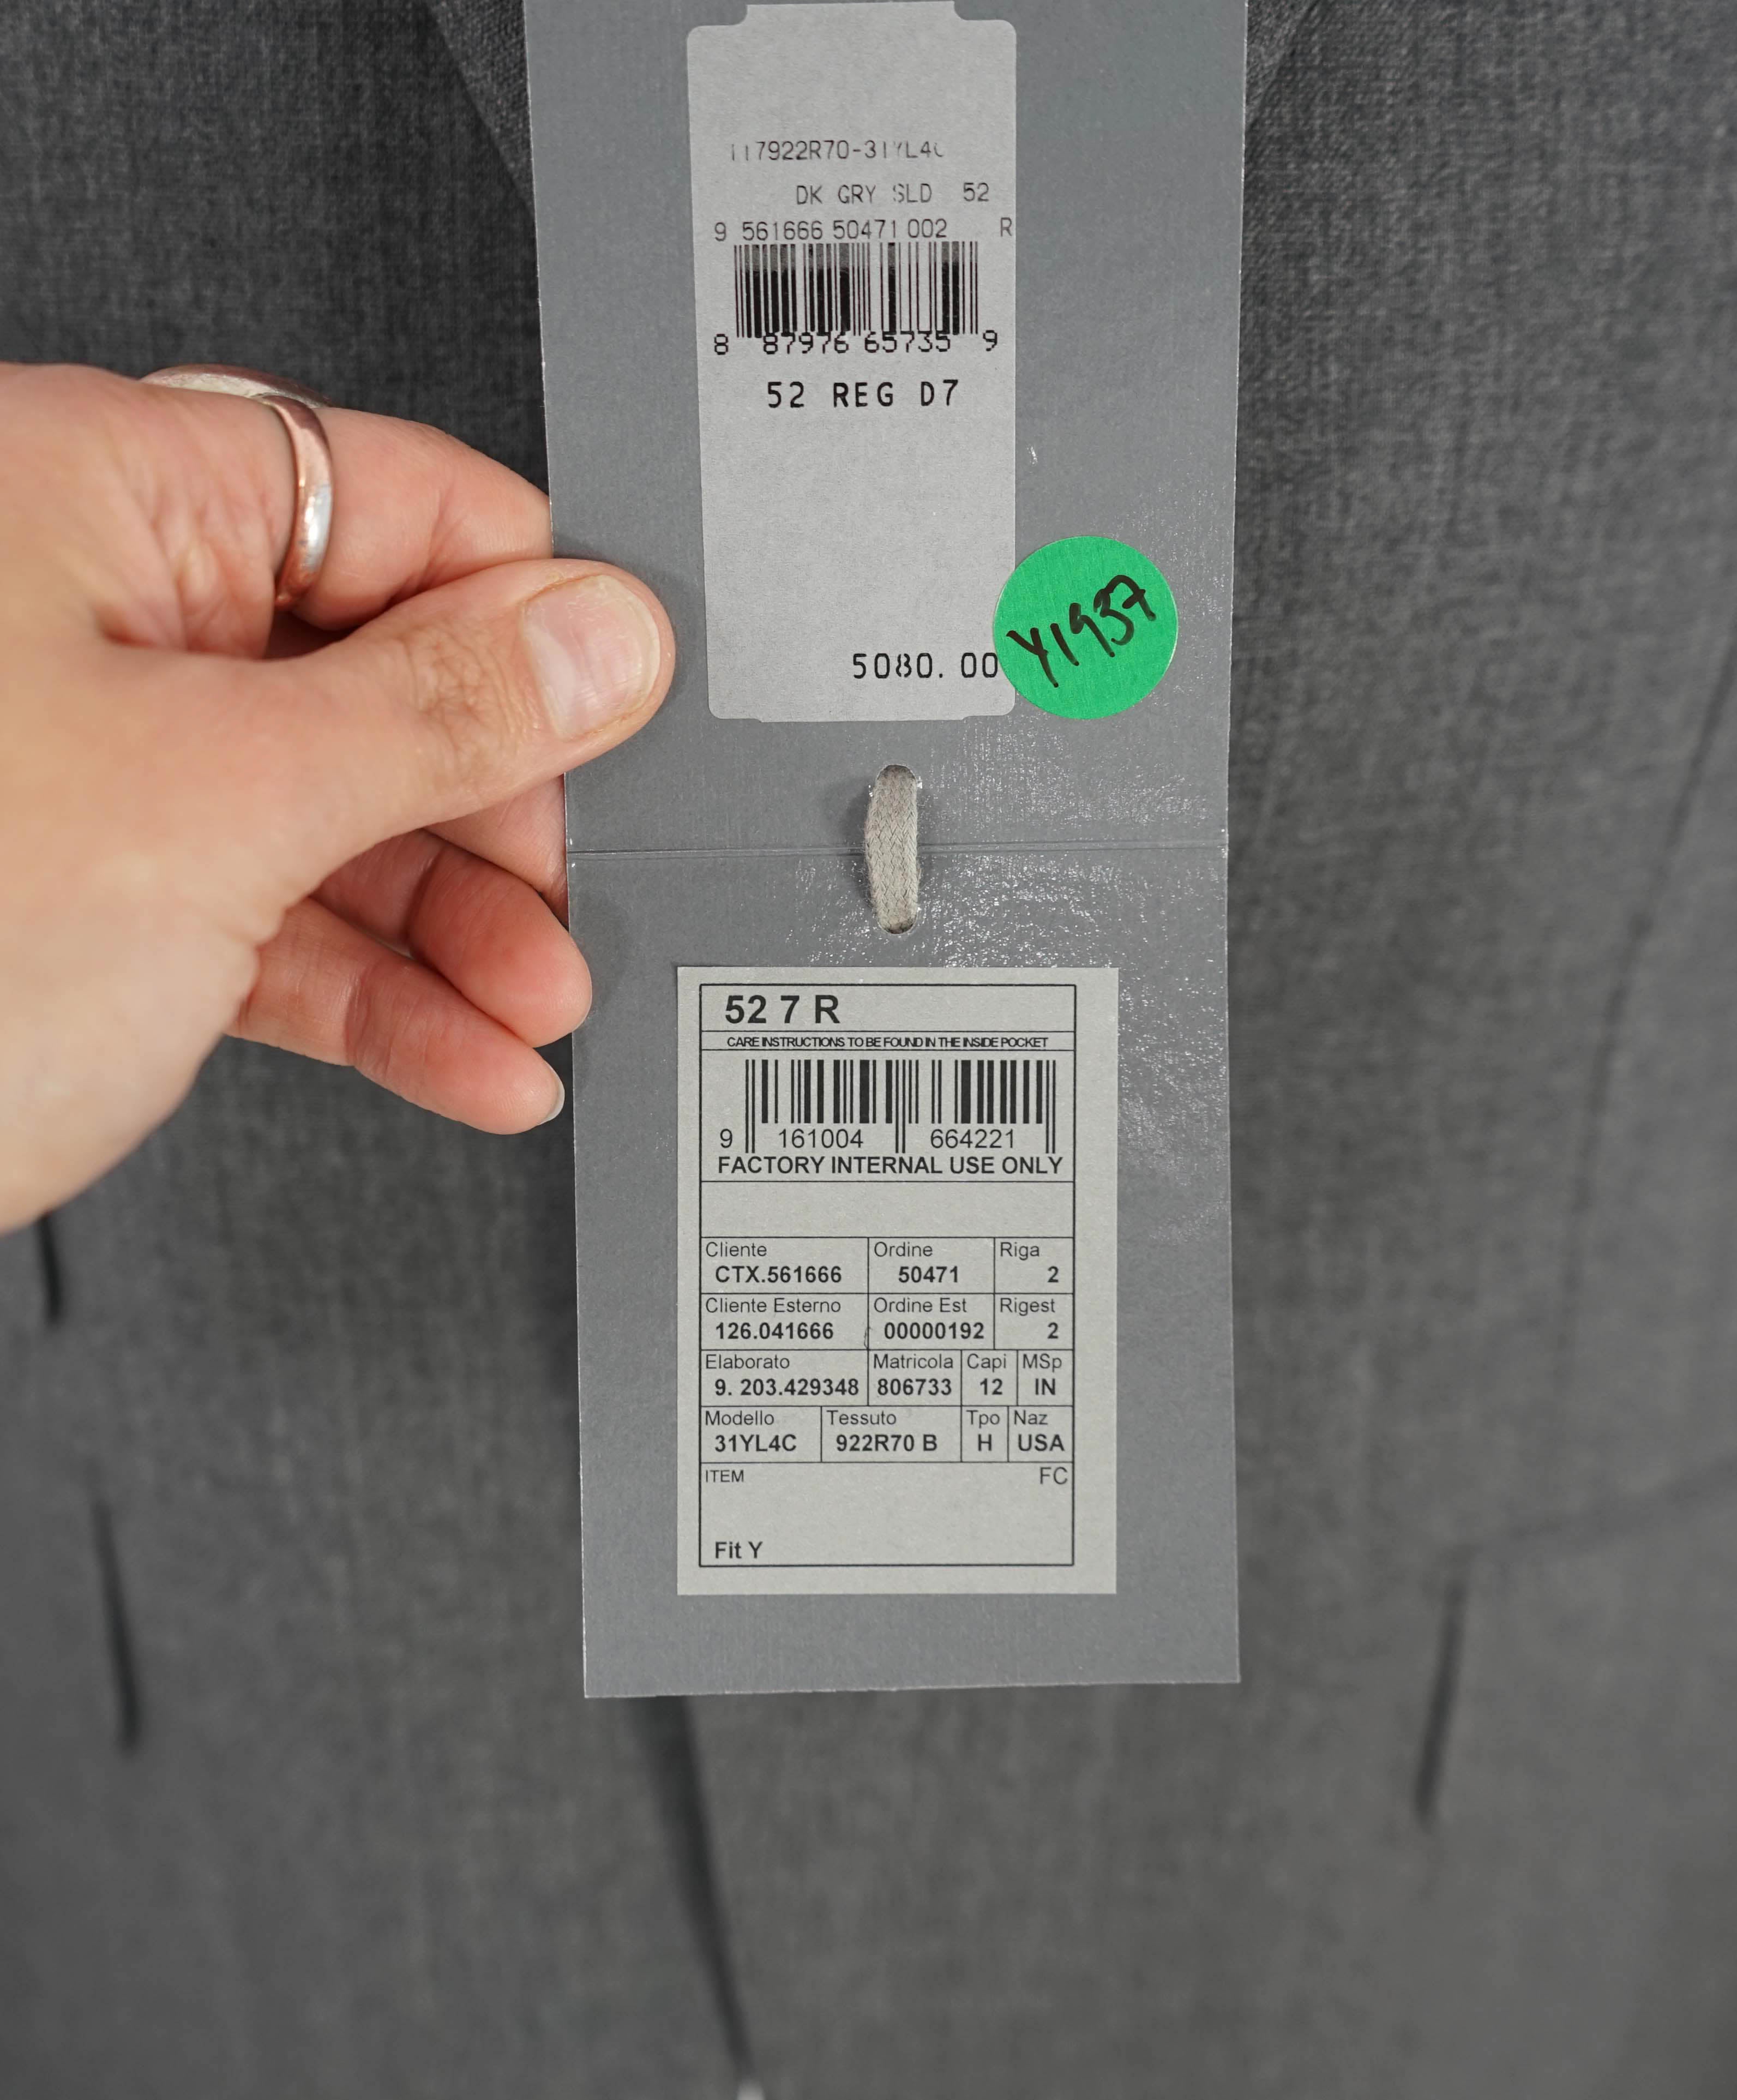 117922R70-31YL4C
DK GRY SLD 52
9 561666 50471 002 R
8 87976 65735 9
52 REG D7
5080.00
Y1937
52 7 R
CARE INSTRUCTIONS TO BE FOUND IN THE INSIDE POCKET
9 161004 664221
FACTORY INTERNAL USE ONLY
Cliente Ordine Riga
CTX.561666 50471 2
Cliente Esterno Ordine Est Rigest
126.041666 00000192 2
Elaborato Matricola Capi MSp
9. 203.429348 806733 12 IN
Modello Tessuto Tpo Naz
31YL4C 922R70 B H USA
ITEM FC
Fit Y